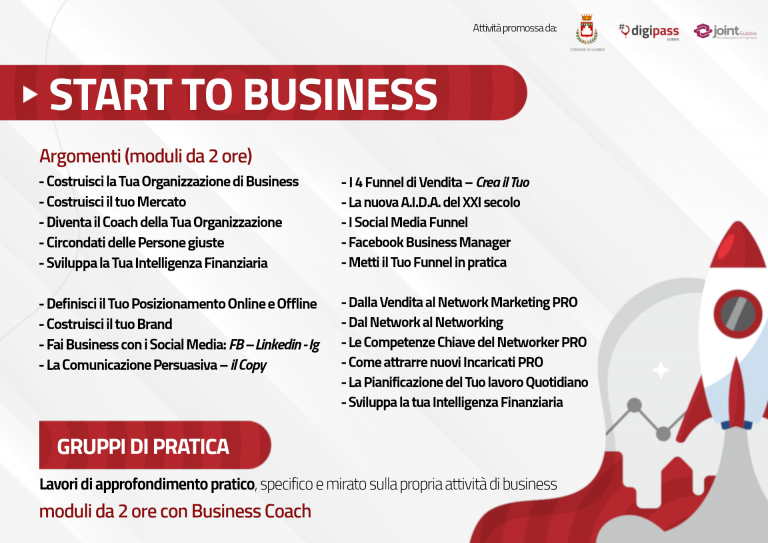 Attività promossa da:
COMUNE DI GUBBIO
#digipass
GUBBIO
jointGubbio
START TO BUSINESS
Argomenti (moduli da 2 ore)
- Costruisci la Tua Organizzazione di Business
- Costruisci il tuo Mercato
- Diventa il Coach della Tua Organizzazione
- Circondati delle Persone giuste
- Sviluppa la Tua Intelligenza Finanziaria
- Definisci il Tuo Posizionamento Online e Offline
- Costruisci il tuo Brand
- Fai Business con i Social Media: FB – Linkedin - Ig
- La Comunicazione Persuasiva – il Copy
- I 4 Funnel di Vendita – Crea il Tuo
- La nuova A.I.D.A. del XXI secolo
- I Social Media Funnel
- Facebook Business Manager
- Metti il Tuo Funnel in pratica
- Dalla Vendita al Network Marketing PRO
- Dal Network al Networking
- Le Competenze Chiave del Networker PRO
- Come attrarre nuovi Incaricati PRO
- La Pianificazione del Tuo lavoro Quotidiano
- Sviluppa la tua Intelligenza Finanziaria
GRUPPI DI PRATICA
Lavori di approfondimento pratico, specifico e mirato sulla propria attività di business
moduli da 2 ore con Business Coach